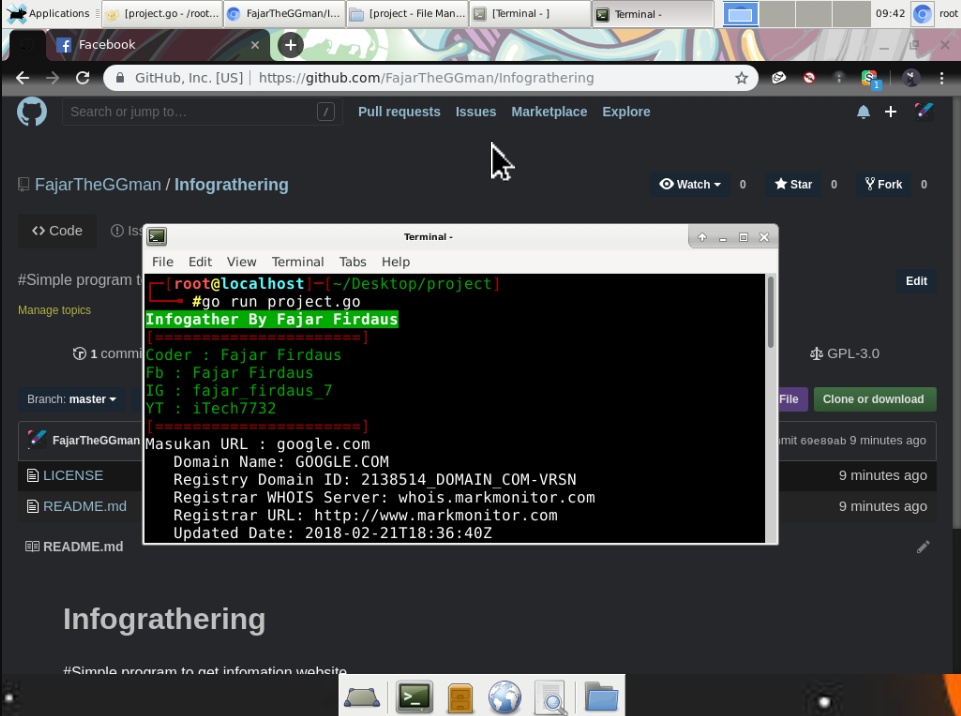 Applications
[project.go - /root...
FajarTheGGman/I...
[project - File Man...
[Terminal - ]
Terminal -
09:42
root
Facebook
GitHub, Inc. [US] | https://github.com/FajarTheGGman/Infograthering
1
Search or jump to...
/
Pull requests
Issues
Marketplace
Explore
FajarTheGGman / Infograthering
Watch
0
Star
0
Fork
0
<> Code
Iss
#Simple program t
Edit
Manage topics
1 commi
GPL-3.0
Branch: master
File
Clone or download
FajarTheGGman
mmit 69e89ab 9 minutes ago
LICENSE
9 minutes ago
README.md
9 minutes ago
README.md
Infograthering
#Simple program to get infomation website
Terminal -
File Edit View Terminal Tabs Help
[root@localhost]-[~/Desktop/project]
#go run project.go
Infogather By Fajar Firdaus
[======================]
Coder : Fajar Firdaus
Fb : Fajar Firdaus
IG : fajar_firdaus_7
YT : iTech7732
[======================]
Masukan URL : google.com
Domain Name: GOOGLE.COM
Registry Domain ID: 2138514_DOMAIN_COM-VRSN
Registrar WHOIS Server: whois.markmonitor.com
Registrar URL: http://www.markmonitor.com
Updated Date: 2018-02-21T18:36:40Z